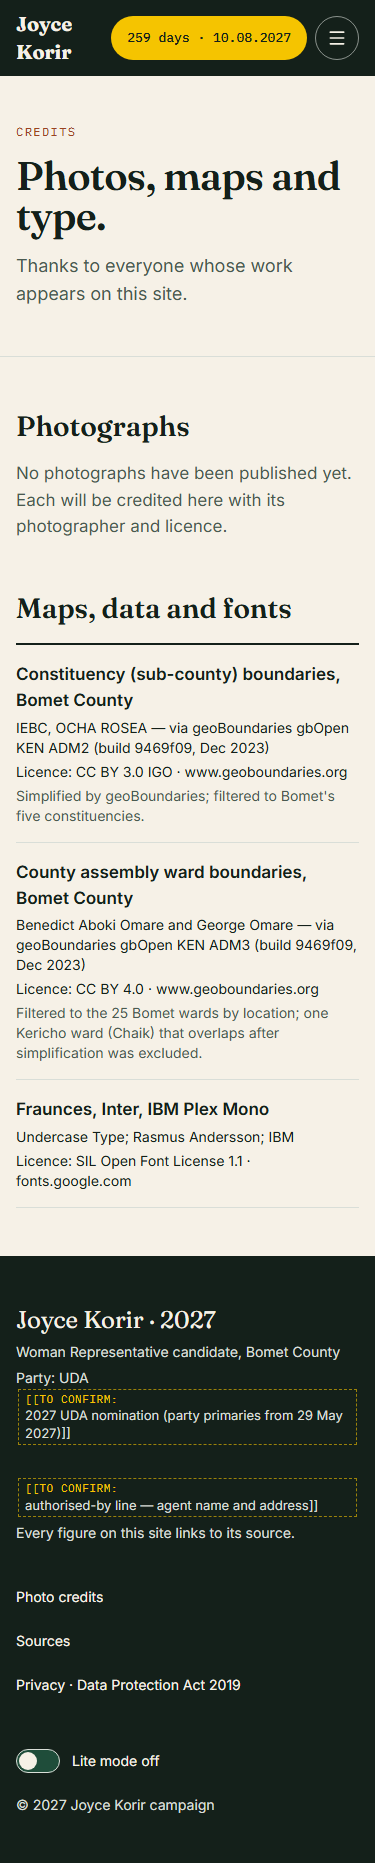 Joyce
Korir
259 days · 10.08.2027
CREDITS
Photos, maps and
type.
Thanks to everyone whose work
appears on this site.
Photographs
No photographs have been published yet.
Each will be credited here with its
photographer and licence.
Maps, data and fonts
Constituency (sub-county) boundaries,
Bomet County
IEBC, OCHA ROSEA — via geoBoundaries gbOpen
KEN ADM2 (build 9469f09, Dec 2023)
Licence: CC BY 3.0 IGO · www.geoboundaries.org
Simplified by geoBoundaries; filtered to Bomet's
five constituencies.
County assembly ward boundaries,
Bomet County
Benedict Aboki Omare and George Omare — via
geoBoundaries gbOpen KEN ADM3 (build 9469f09,
Dec 2023)
Licence: CC BY 4.0 · www.geoboundaries.org
Filtered to the 25 Bomet wards by location; one
Kericho ward (Chaik) that overlaps after
simplification was excluded.
Fraunces, Inter, IBM Plex Mono
Undercase Type; Rasmus Andersson; IBM
Licence: SIL Open Font License 1.1 ·
fonts.google.com
Joyce Korir · 2027
Woman Representative candidate, Bomet County
Party: UDA
[[TO CONFIRM:
2027 UDA nomination (party primaries from 29 May
2027)]]
[[TO CONFIRM:
authorised-by line — agent name and address]]
Every figure on this site links to its source.
Photo credits
Sources
Privacy · Data Protection Act 2019
Lite mode off
© 2027 Joyce Korir campaign